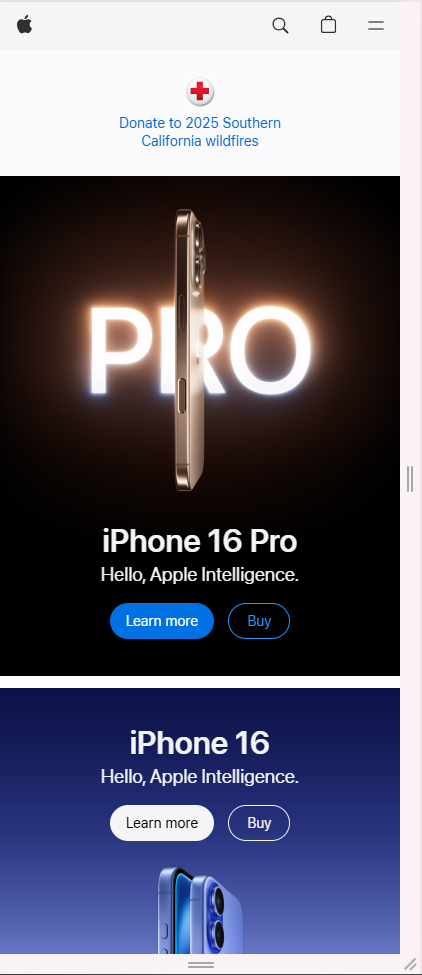 Donate to 2025 Southern
California wildfires
PRO
iPhone 16 Pro
Hello, Apple Intelligence.
Learn more
Buy
iPhone 16
Hello, Apple Intelligence.
Learn more
Buy